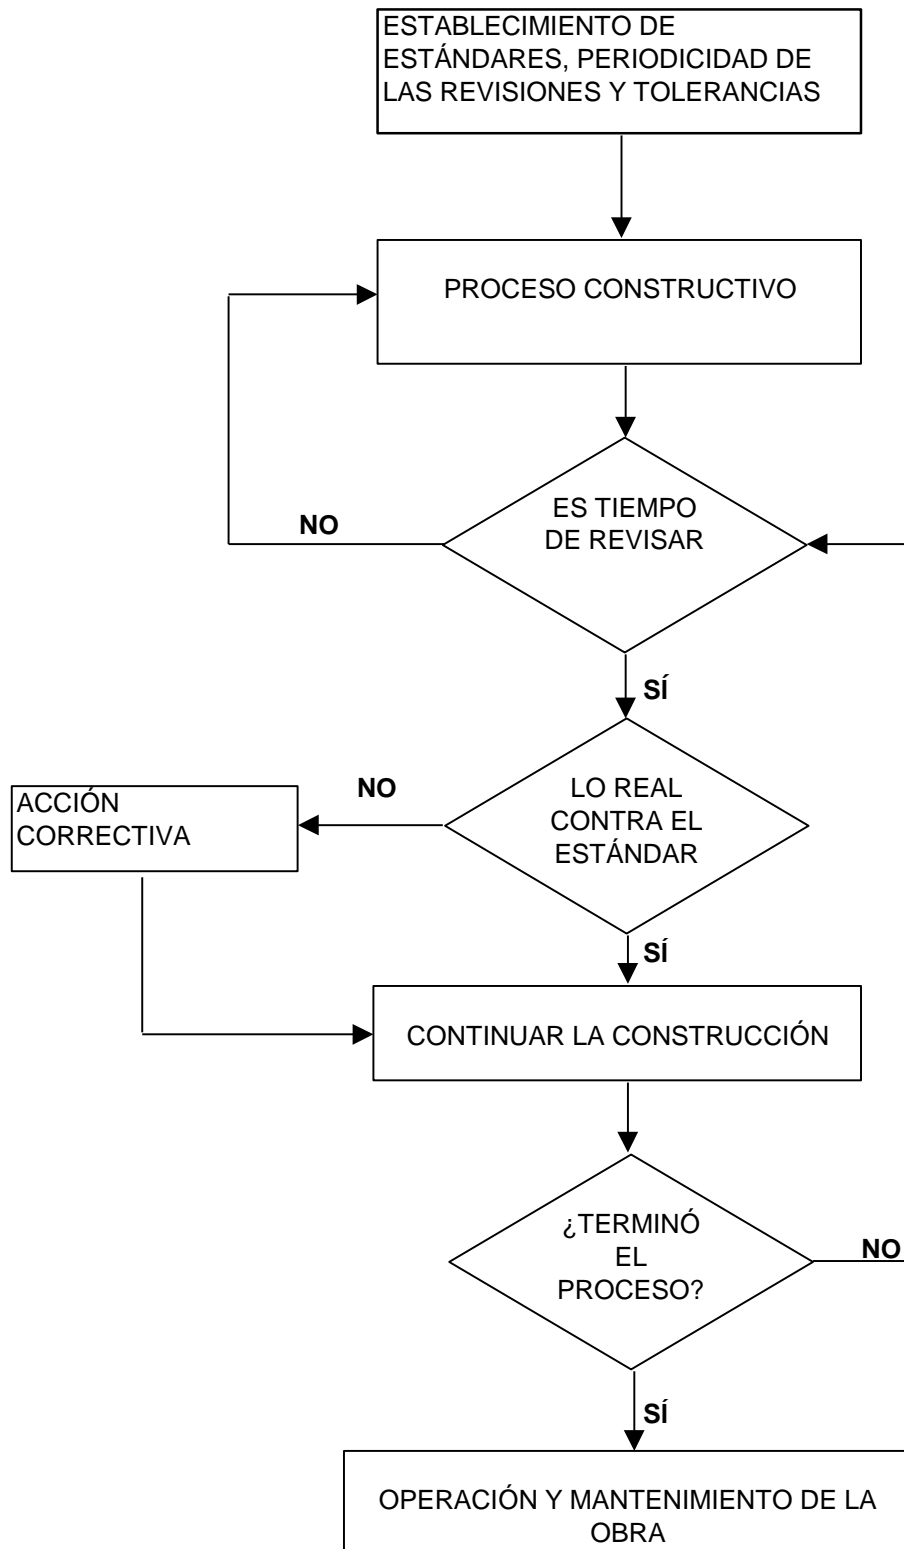 ESTABLECIMIENTO DE
ESTÁNDARES, PERIODICIDAD DE
LAS REVISIONES Y TOLERANCIAS
PROCESO CONSTRUCTIVO
ES TIEMPO
DE REVISAR
NO
SÍ
LO REAL
CONTRA EL
ESTÁNDAR
NO
ACCIÓN
CORRECTIVA
SÍ
CONTINUAR LA CONSTRUCCIÓN
¿TERMINÓ
EL
PROCESO?
NO
SÍ
OPERACIÓN Y MANTENIMIENTO DE LA
OBRA